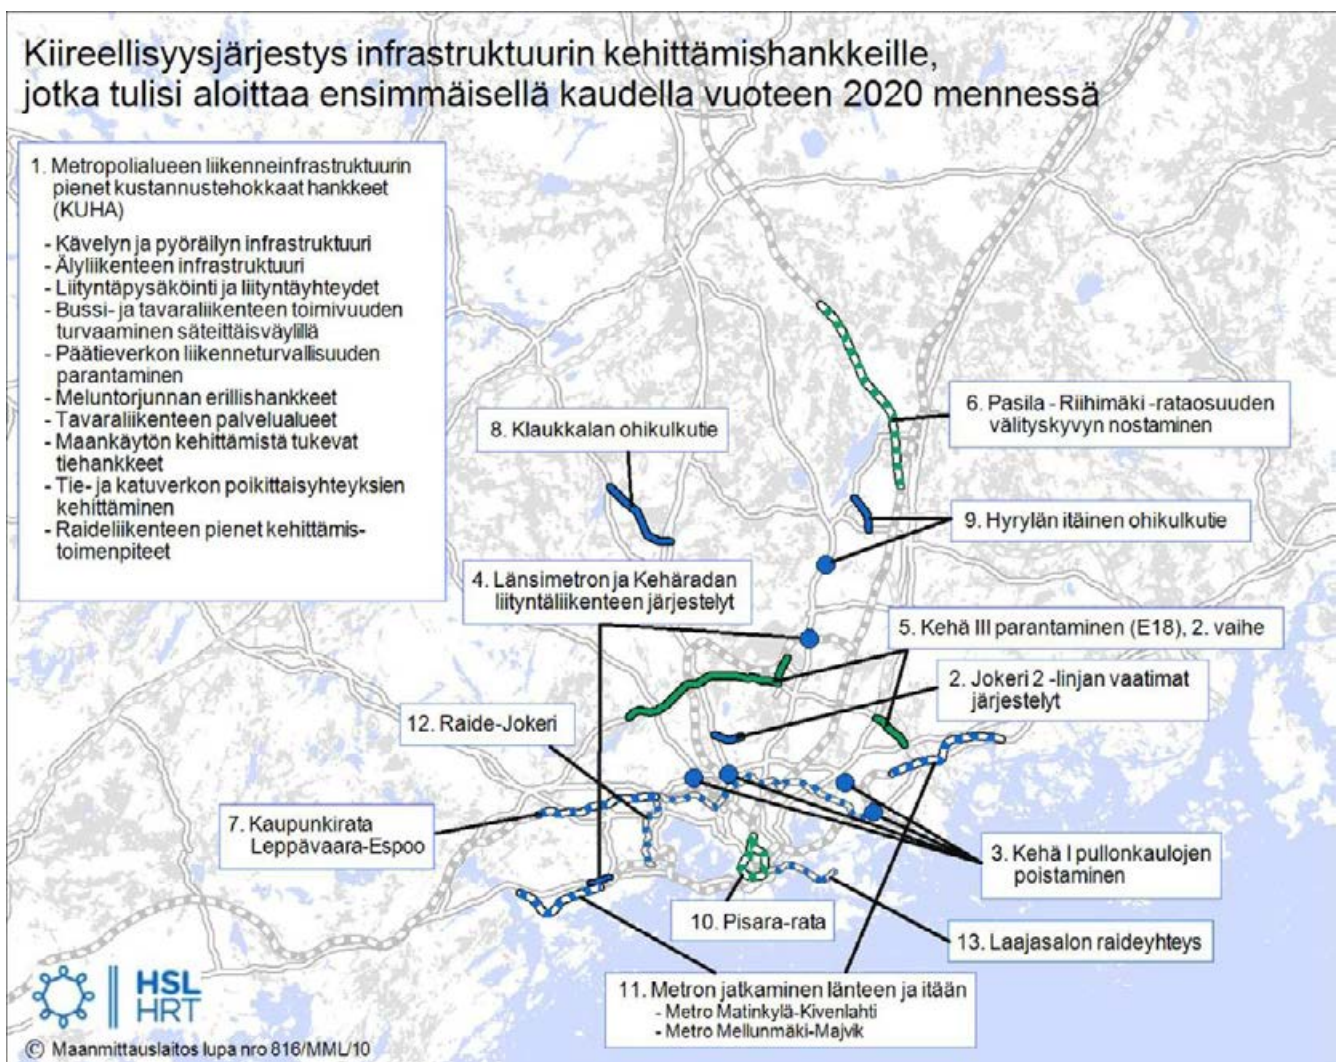 Kiireellisyysjärjestys infrastruktuurin kehittämishankkeille,
jotka tulisi aloittaa ensimmäisellä kaudella vuoteen 2020 mennessä
1. Metropolialueen liikenneinfrastruktuurin
pienet kustannustehokkaat hankkeet
(KUHA)
- Kävelyn ja pyöräilyn infrastruktuuri
- Älyliikenteen infrastruktuuri
- Liityntäpysäköinti ja liityntäyhteydet
- Bussi- ja tavaraliikenteen toimivuuden
turvaaminen säteittäisväylillä
- Päätieverkon liikenneturvallisuuden
parantaminen
- Meluntorjunnan erillishankkeet
- Tavaraliikenteen palvelualueet
- Maankäytön kehittämistä tukevat
tiehankkeet
- Tie- ja katuverkon poikittaisyhteyksien
kehittäminen
- Raideliikenteen pienet kehittämis-
toimenpiteet
6. Pasila - Riihimäki -rataosuuden
välityskyvyn nostaminen
8. Klaukkalan ohikulkutie
9. Hyrylän itäinen ohikulkutie
4. Länsimetron ja Kehäradan
liityntäliikenteen järjestelyt
5. Kehä III parantaminen (E18), 2. vaihe
2. Jokeri 2 -linjan vaatimat
järjestelyt
12. Raide-Jokeri
7. Kaupunkirata
Leppävaara-Espoo
3. Kehä I pullonkaulojen
poistaminen
10. Pisara-rata
13. Laajasalon raideyhteys
11. Metron jatkaminen länteen ja itään
- Metro Matinkylä-Kivenlahti
- Metro Mellunmäki-Majvik
HSL
HRT
© Maanmittauslaitos lupa nro 816/MML/10